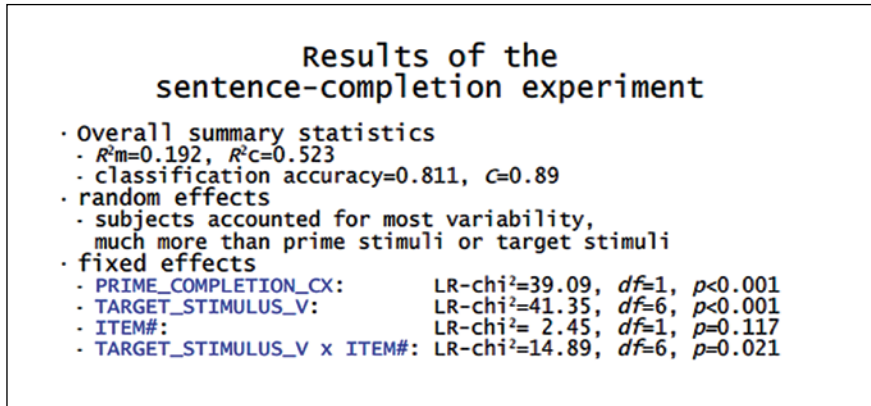 Results of the
sentence-completion experiment
· Overall summary statistics
· R²m=0.192, R²c=0.523
· classification accuracy=0.811, C=0.89
· random effects
· subjects accounted for most variability,
much more than prime stimuli or target stimuli
· fixed effects
· PRIME_COMPLETION_CX: LR-chi²=39.09, df=1, p<0.001
· TARGET_STIMULUS_V: LR-chi²=41.35, df=6, p<0.001
· ITEM#: LR-chi²= 2.45, df=1, p=0.117
· TARGET_STIMULUS_V x ITEM#: LR-chi²=14.89, df=6, p=0.021